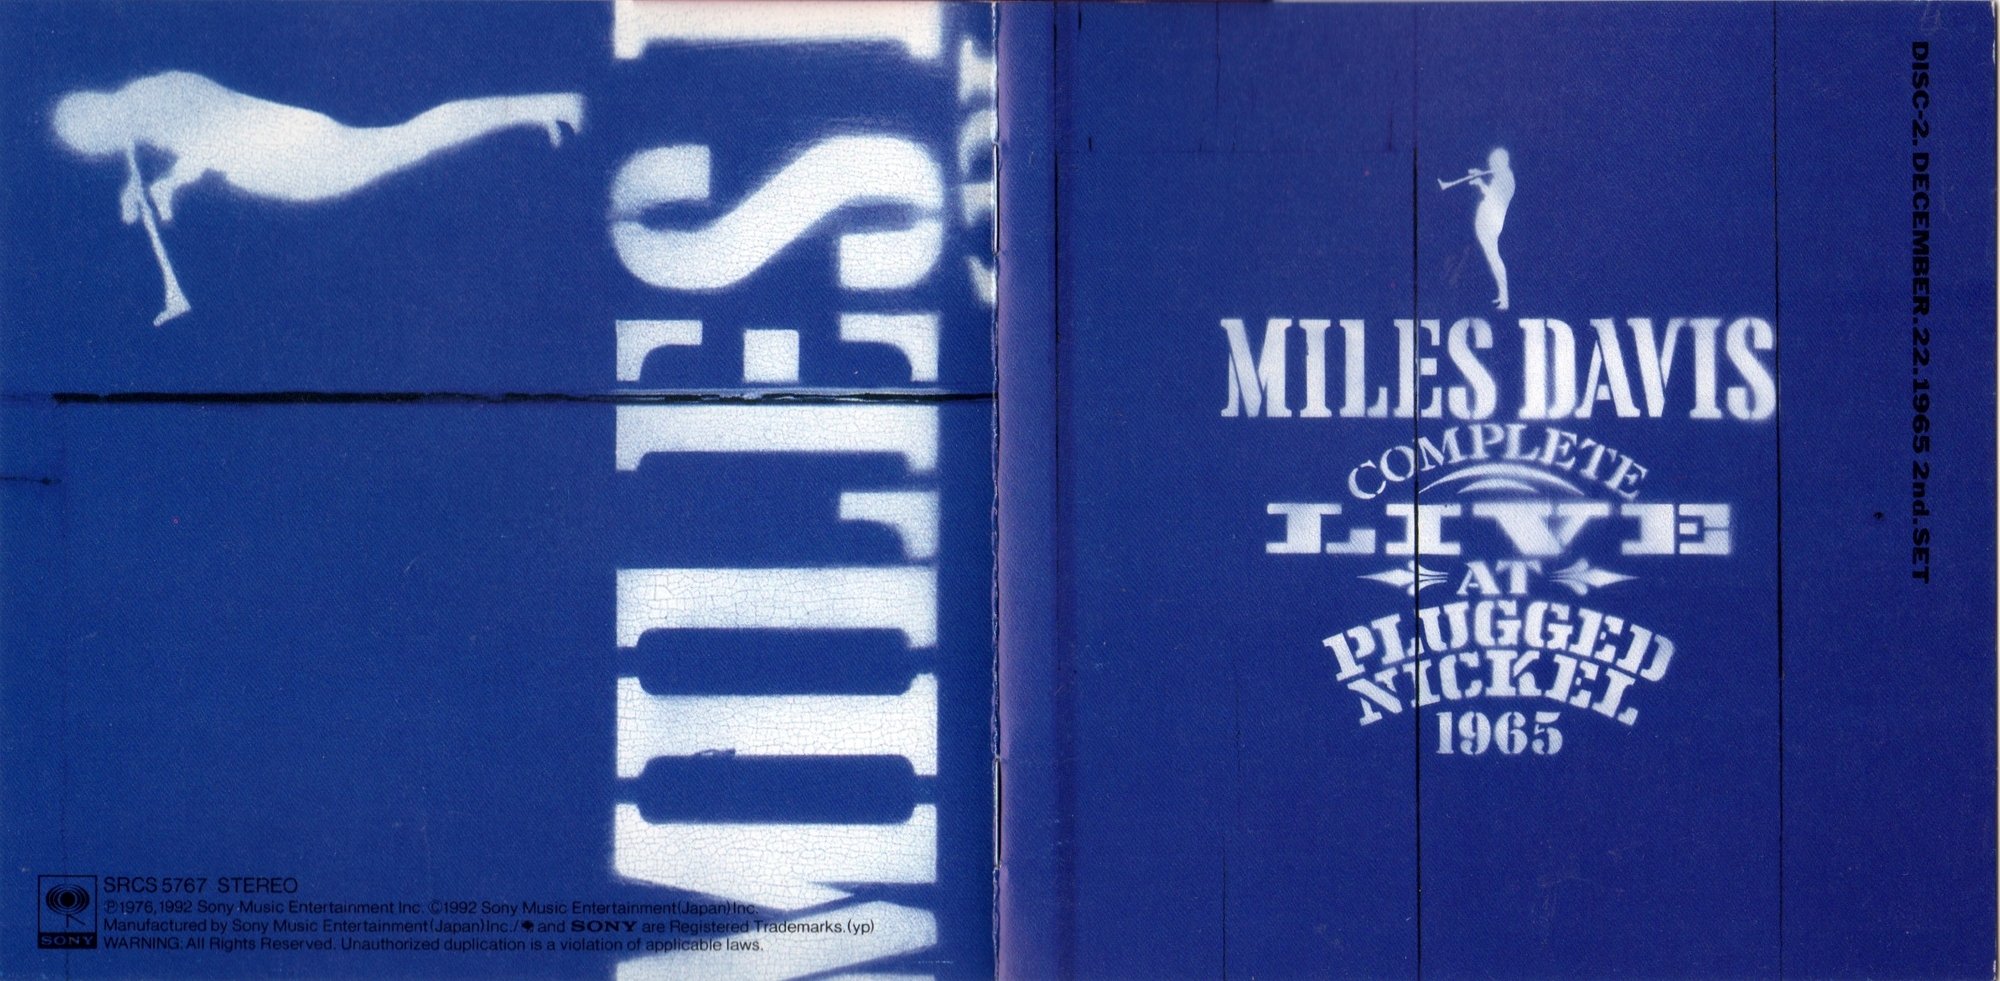 MILES D
SRCS 5767 STEREO
℗1976,1992 Sony Music Entertainment Inc. ©1992 Sony Music Entertainment(Japan)Inc.
Manufactured by Sony Music Entertainment(Japan)Inc./ and SONY are Registered Trademarks.(yp)
WARNING: All Rights Reserved. Unauthorized duplication is a violation of applicable laws.
SONY
MILES DAVIS
COMPLETE
LIVE
AT
PLUGGED
NICKEL
1965
DISC-2. DECEMBER.22.1965 2nd.SET